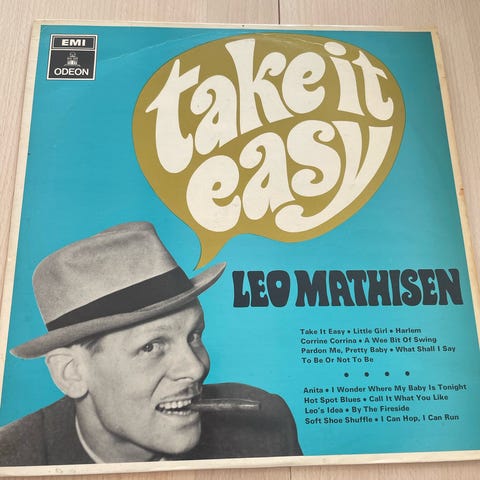 EMI
ODEON
take it
easy
LEO MATHISEN
Take It Easy • Little Girl • Harlem
Corrine Corrina • A Wee Bit Of Swing
Pardon Me, Pretty Baby • What Shall I Say
To Be Or Not To Be
• • • •
Anita • I Wonder Where My Baby Is Tonight
Hot Spot Blues • Call It What You Like
Leo's Idea • By The Fireside
Soft Shoe Shuffle • I Can Hop, I Can Run